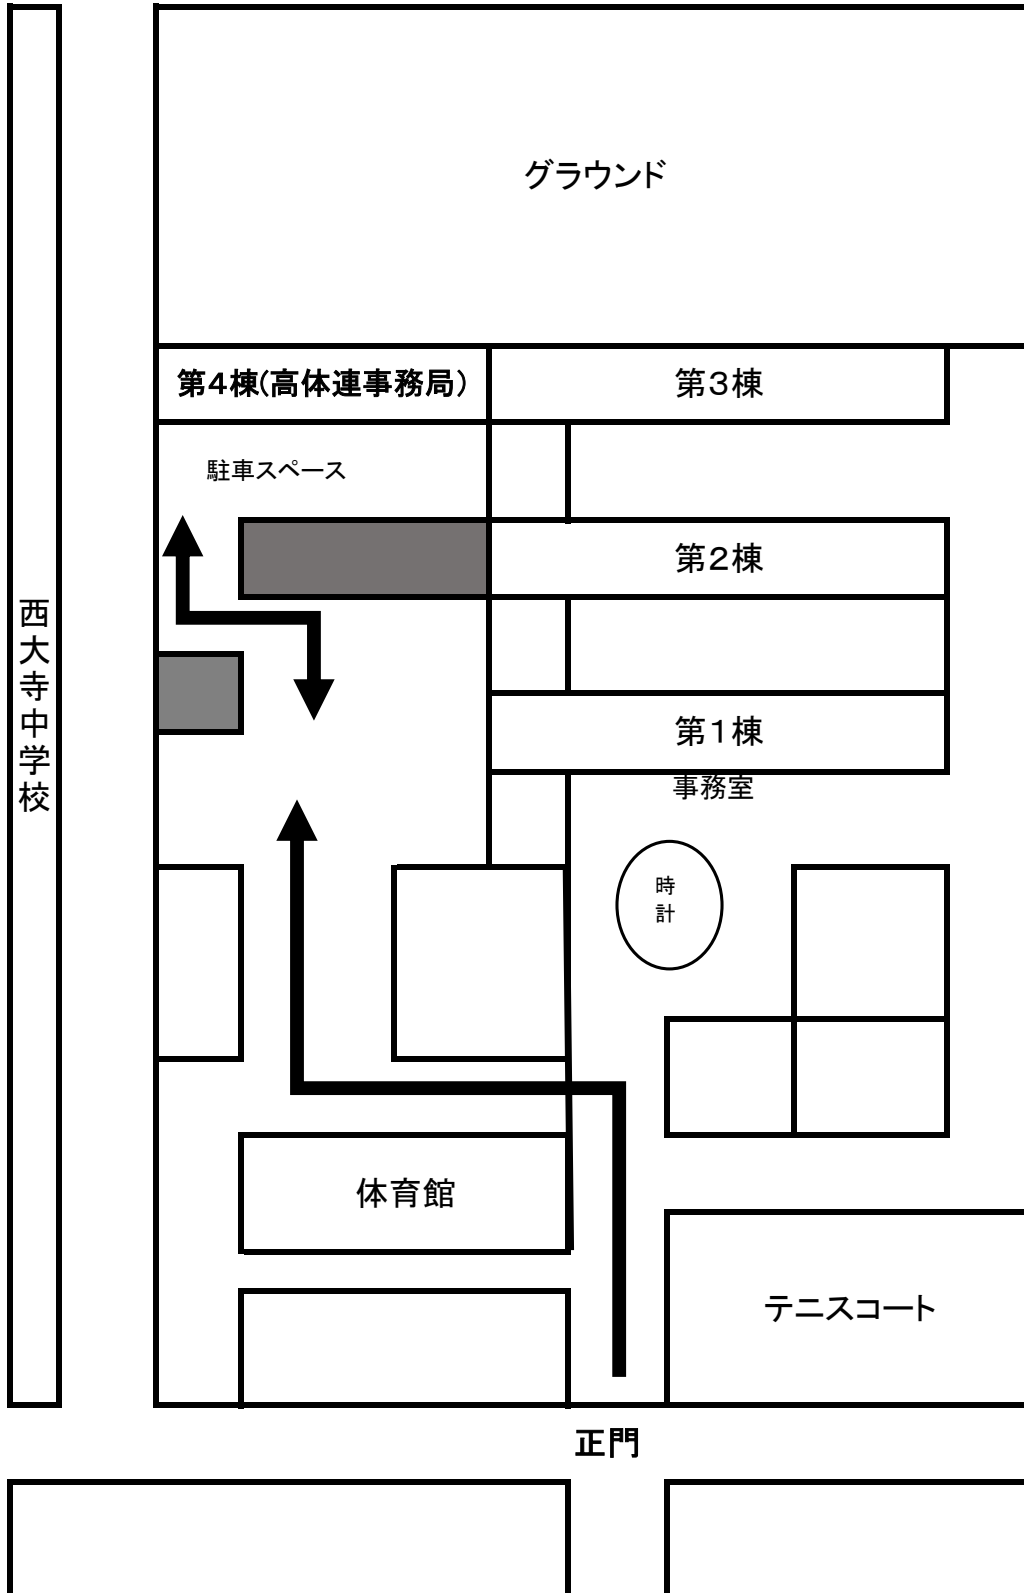 グラウンド
第4棟(高体連事務局)
第3棟
駐車スペース
第2棟
西大寺中学校
第1棟
事務室
時
計
体育館
テニスコート
正門